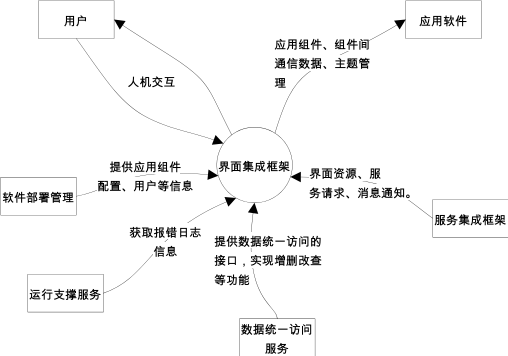 用户
应用软件
应用组件、组件间
通信数据、主题管
理
人机交互
界面集成框架
提供应用组件
配置、用户等信息
软件部署管理
界面资源、服
务请求、消息通知。
服务集成框架
获取报错日志
信息
提供数据统一访问的
接口，实现增删改查
等功能
运行支撑服务
数据统一访问
服务